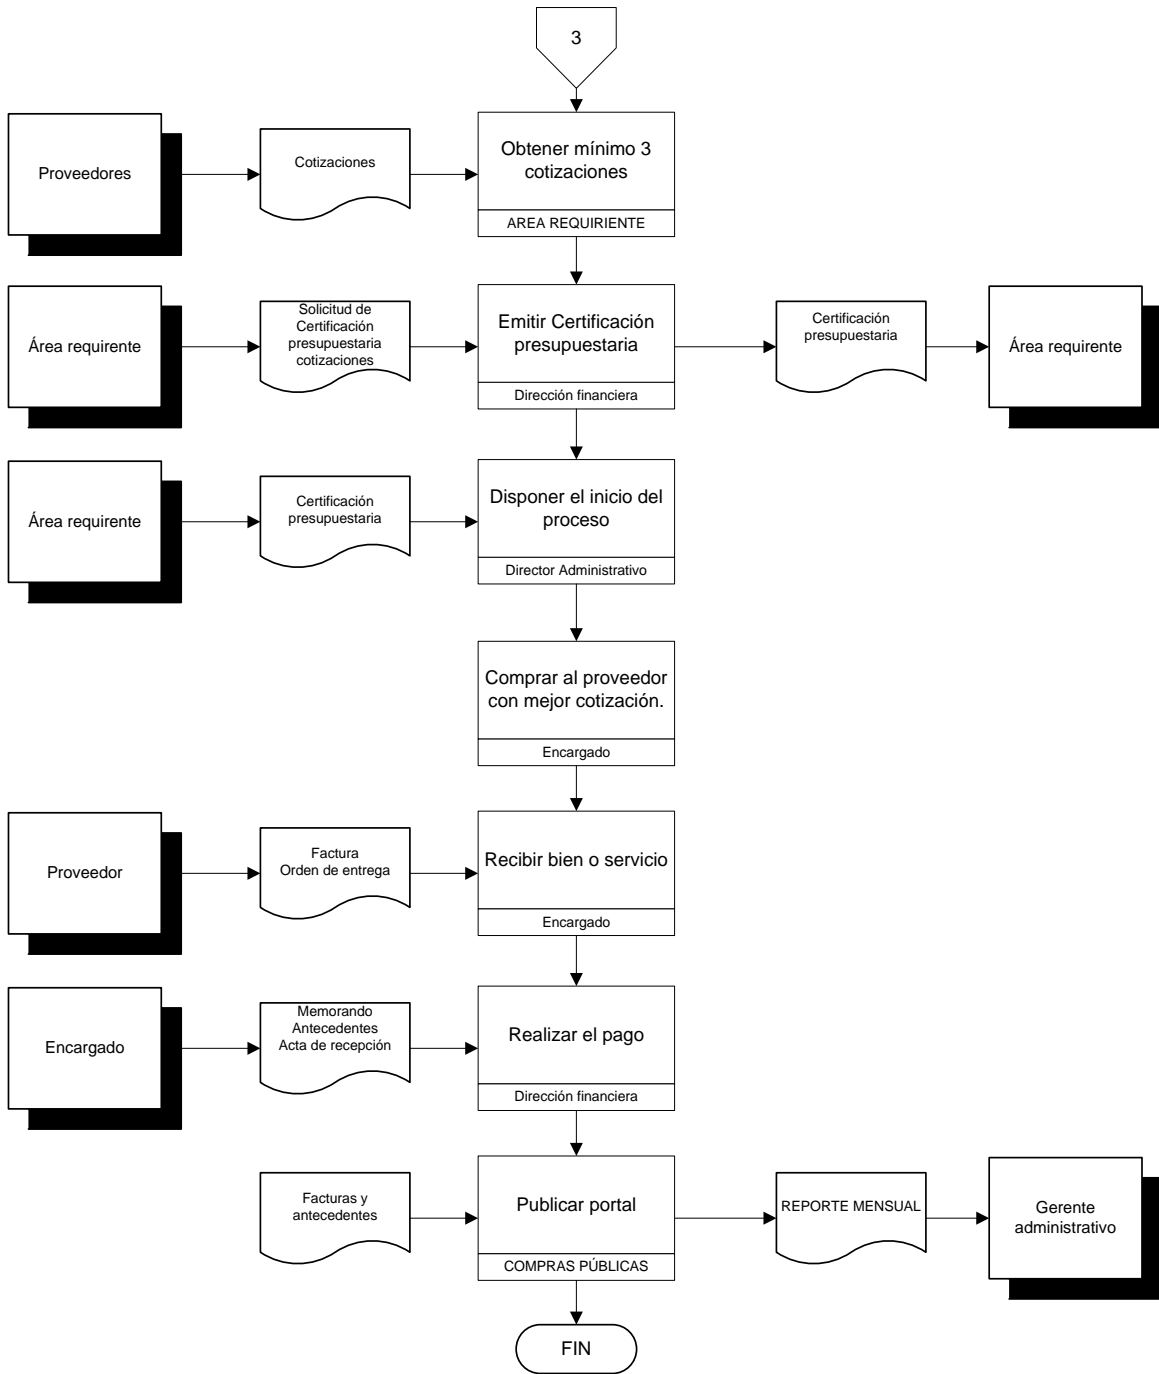 3
Proveedores
Cotizaciones
Obtener mínimo 3
cotizaciones
AREA REQUIRIENTE
Área requirente
Solicitud de
Certificación
presupuestaria
cotizaciones
Emitir Certificación
presupuestaria
Dirección financiera
Certificación
presupuestaria
Área requirente
Área requirente
Certificación
presupuestaria
Disponer el inicio del
proceso
Director Administrativo
Comprar al proveedor
con mejor cotización.
Encargado
Proveedor
Factura
Orden de entrega
Recibir bien o servicio
Encargado
Encargado
Memorando
Antecedentes
Acta de recepción
Realizar el pago
Dirección financiera
Facturas y
antecedentes
Publicar portal
COMPRAS PÚBLICAS
REPORTE MENSUAL
Gerente
administrativo
FIN